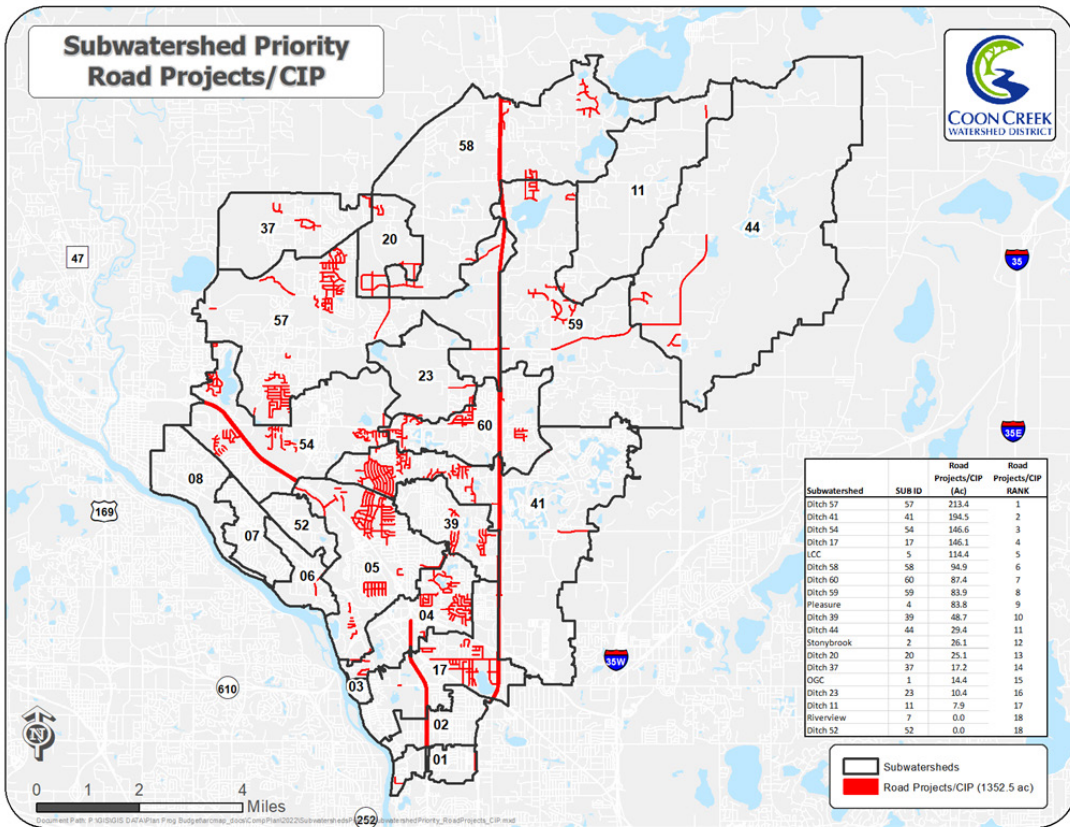 Subwatershed Priority
Road Projects/CIP
COON CREEK
WATERSHED DISTRICT
58
11
37
20
44
47
35
57
59
23
60
35E
54
08
41
169
52
39
07
05
06
04
35W
17
03
610
02
01
N
Subwatershed SUB ID Road Projects/CIP (Ac) Road Projects/CIP RANK
Ditch 57 57 213.4 1
Ditch 41 41 194.5 2
Ditch 54 54 146.6 3
Ditch 17 17 146.1 4
LCC 5 114.4 5
Ditch 58 58 94.9 6
Ditch 60 60 87.4 7
Ditch 59 59 83.9 8
Pleasure 4 83.8 9
Ditch 39 39 48.7 10
Ditch 44 44 29.4 11
Stonybrook 2 26.1 12
Ditch 20 20 25.1 13
Ditch 37 37 17.2 14
OGC 1 14.4 15
Ditch 23 23 10.4 16
Ditch 11 11 7.9 17
Riverview 7 0.0 18
Ditch 52 52 0.0 18
Subwatersheds
Road Projects/CIP (1352.5 ac)
0 1 2 4
Miles
252